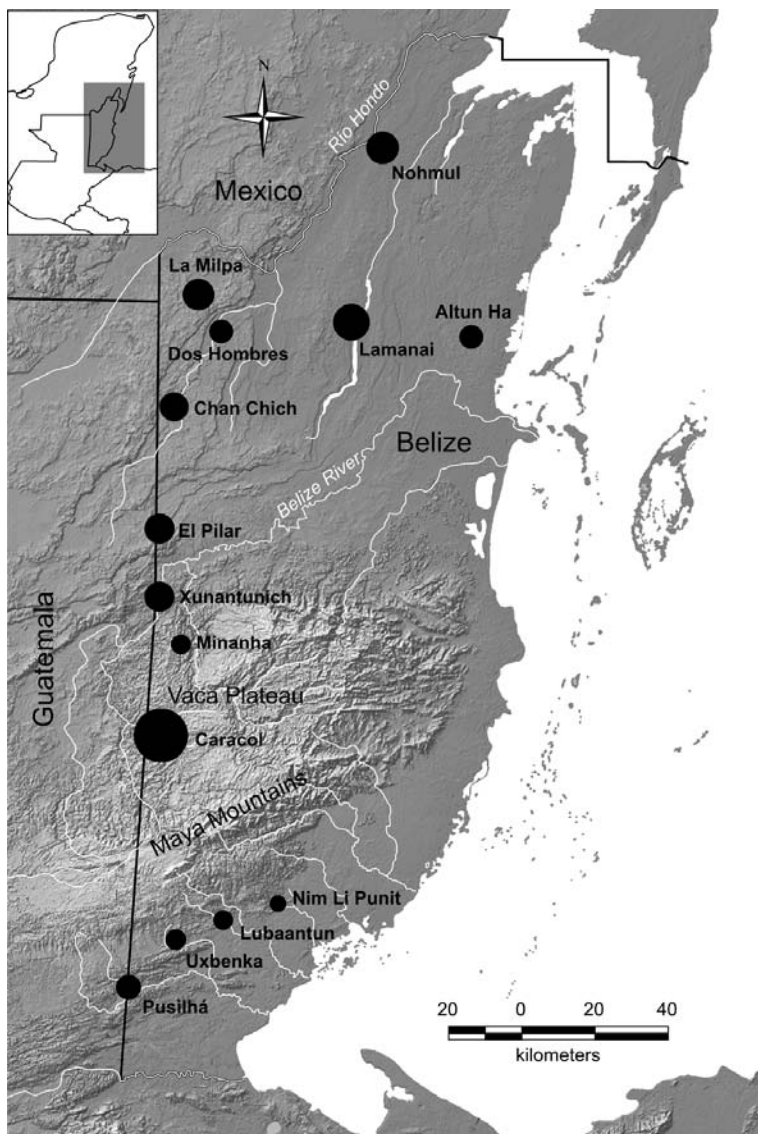 N
Rio Hondo
Nohmul
Mexico
La Milpa
Altun Ha
Dos Hombres
Lamanai
Chan Chich
Belize
Belize River
El Pilar
Xunantunich
Guatemala
Minanha
Vaca Plateau
Caracol
Maya Mountains
Nim Li Punit
Lubaantun
Uxbenka
Pusilhá
20 0 20 40
kilometers